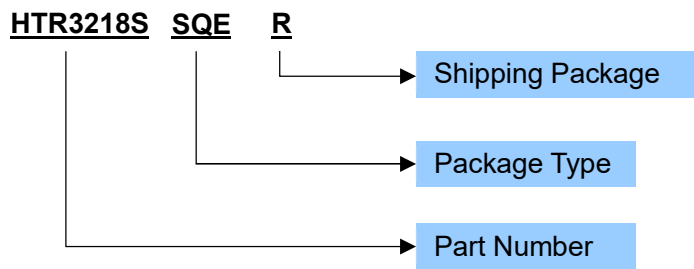 HTR3218S SQE R
Shipping Package
Package Type
Part Number